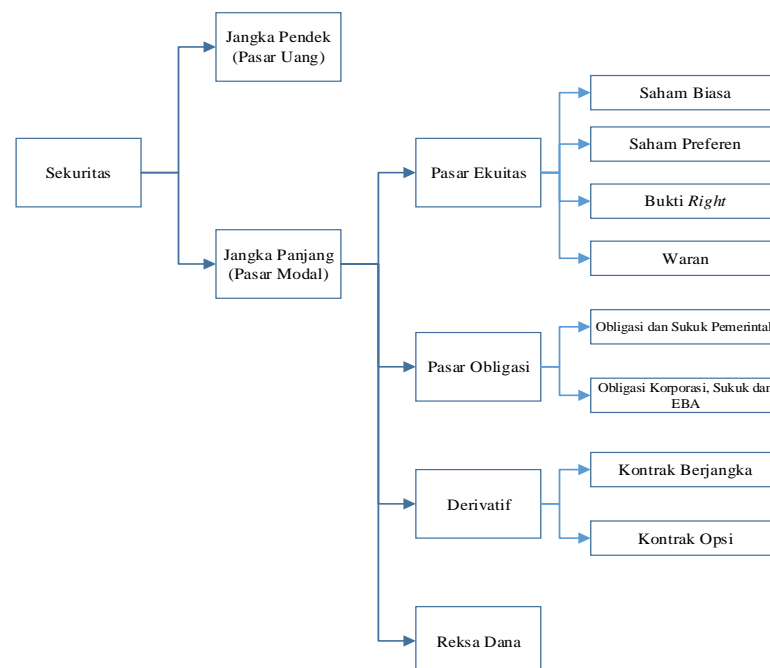 Jangka Pendek
(Pasar Uang)
Sekuritas
Jangka Panjang
(Pasar Modal)
Pasar Ekuitas
Saham Biasa
Saham Preferen
Bukti Right
Waran
Pasar Obligasi
Obligasi dan Sukuk Pemerintah
Obligasi Korporasi, Sukuk dan
EBA
Derivatif
Kontrak Berjangka
Kontrak Opsi
Reksa Dana